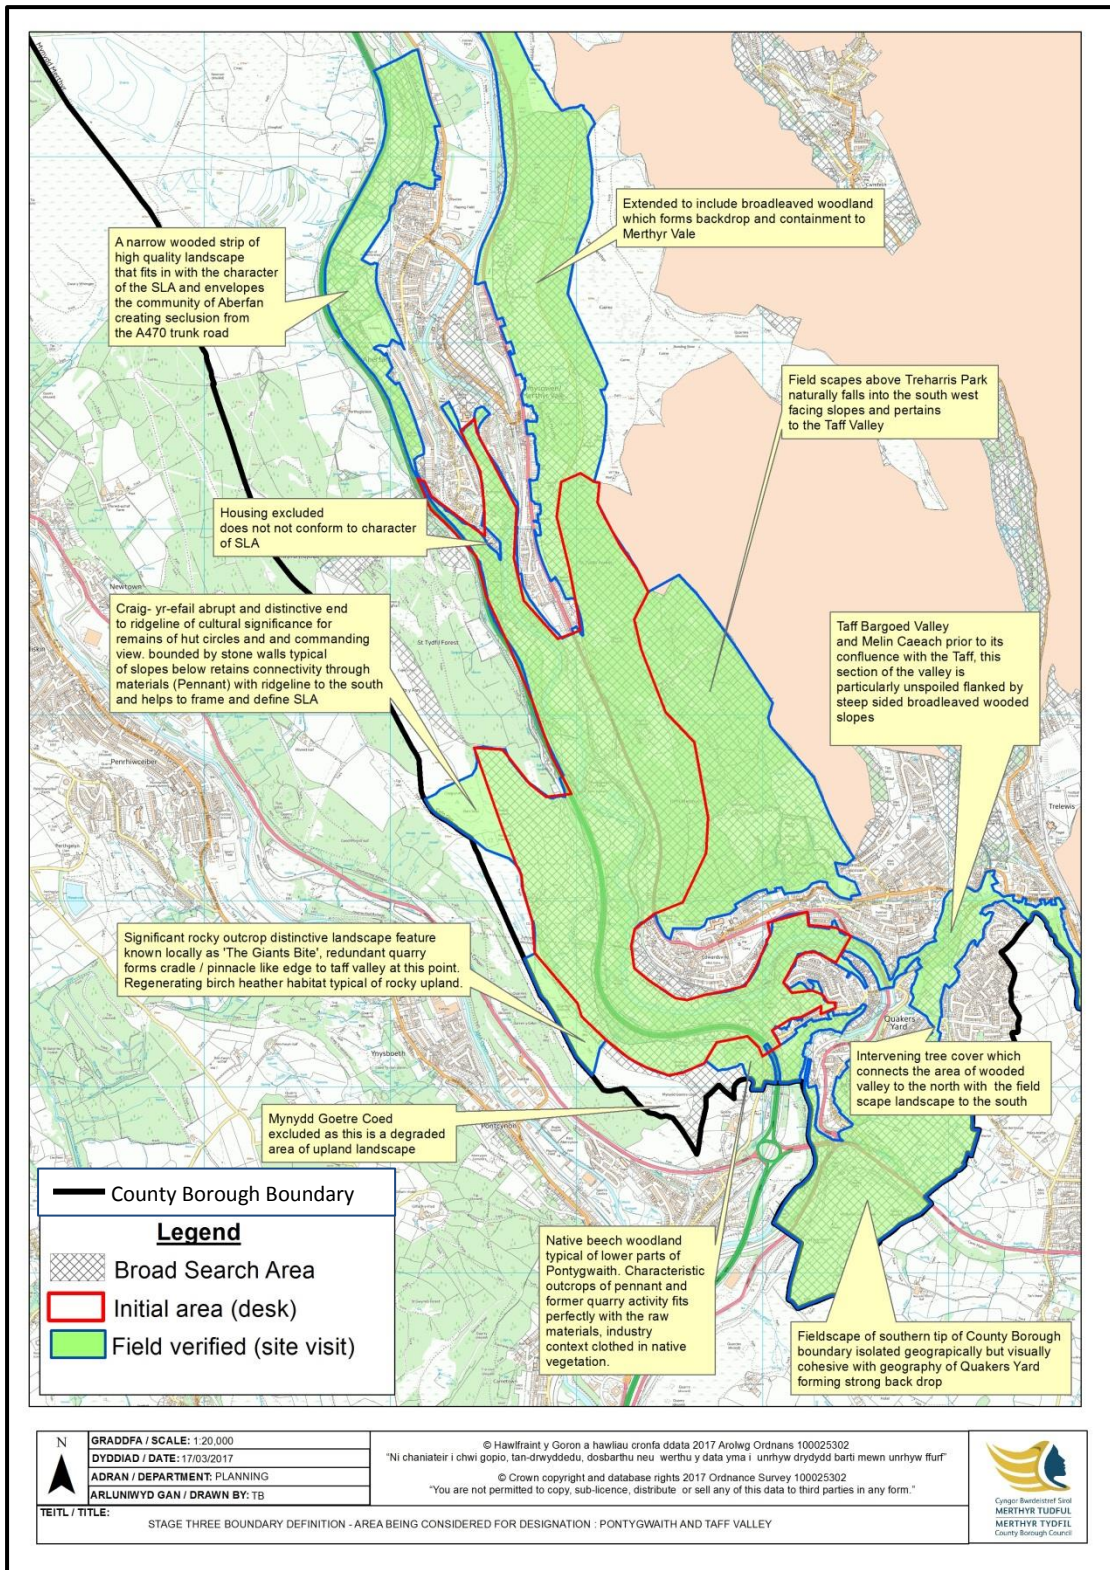 Mynydd Merthyr
Extended to include broadleaved woodland
which forms backdrop and containment to
Merthyr Vale
A narrow wooded strip of
high quality landscape
that fits in with the character
of the SLA and envelopes
the community of Aberfan
creating seclusion from
the A470 trunk road
Field scapes above Treharris Park
naturally falls into the south west
facing slopes and pertains
to the Taff Valley
Housing excluded
does not not conform to character
of SLA
Newtown
Craig- yr-efail abrupt and distinctive end
to ridgeline of cultural significance for
remains of hut circles and and commanding
view. bounded by stone walls typical
of slopes below retains connectivity through
materials (Pennant) with ridgeline to the south
and helps to frame and define SLA
St Tydfil Forest
Taff Bargoed Valley
and Melin Caeach prior to its
confluence with the Taff, this
section of the valley is
particularly unspoiled flanked by
steep sided broadleaved wooded
slopes
Penrhiwceiber
Trelewis
Significant rocky outcrop distinctive landscape feature
known locally as 'The Giants Bite', redundant quarry
forms cradle / pinnacle like edge to taff valley at this point.
Regenerating birch heather habitat typical of rocky upland.
Edwardsville
Quakers
Yard
Ynysboeth
Intervening tree cover which
connects the area of wooded
valley to the north with the field
scape landscape to the south
Mynydd Goetre Coed
excluded as this is a degraded
area of upland landscape
Pontcynon
County Borough Boundary
Legend
Broad Search Area
Initial area (desk)
Field verified (site visit)
Native beech woodland
typical of lower parts of
Pontygwaith. Characteristic
outcrops of pennant and
former quarry activity fits
perfectly with the raw
materials, industry
context clothed in native
vegetation.
Fieldscape of southern tip of County Borough
boundary isolated geograpically but visually
cohesive with geography of Quakers Yard
forming strong back drop
N
GRADDFA / SCALE: 1:20,000
DYDDIAD / DATE: 17/03/2017
ADRAN / DEPARTMENT: PLANNING
ARLUNIWYD GAN / DRAWN BY: TB
© Hawlfraint y Goron a hawliau cronfa ddata 2017 Arolwg Ordnans 100025302
"Ni chaniateir i chwi gopio, tan-drwyddedu, dosbarthu neu werthu y data yma i unrhyw drydydd barti mewn unrhyw ffurf"
© Crown copyright and database rights 2017 Ordnance Survey 100025302
"You are not permitted to copy, sub-licence, distribute or sell any of this data to third parties in any form."
TEITL / TITLE:
STAGE THREE BOUNDARY DEFINITION - AREA BEING CONSIDERED FOR DESIGNATION : PONTYGWAITH AND TAFF VALLEY
Cyngor Bwrdeistref Sirol
MERTHYR TUDFUL
MERTHYR TYDFIL
County Borough Council